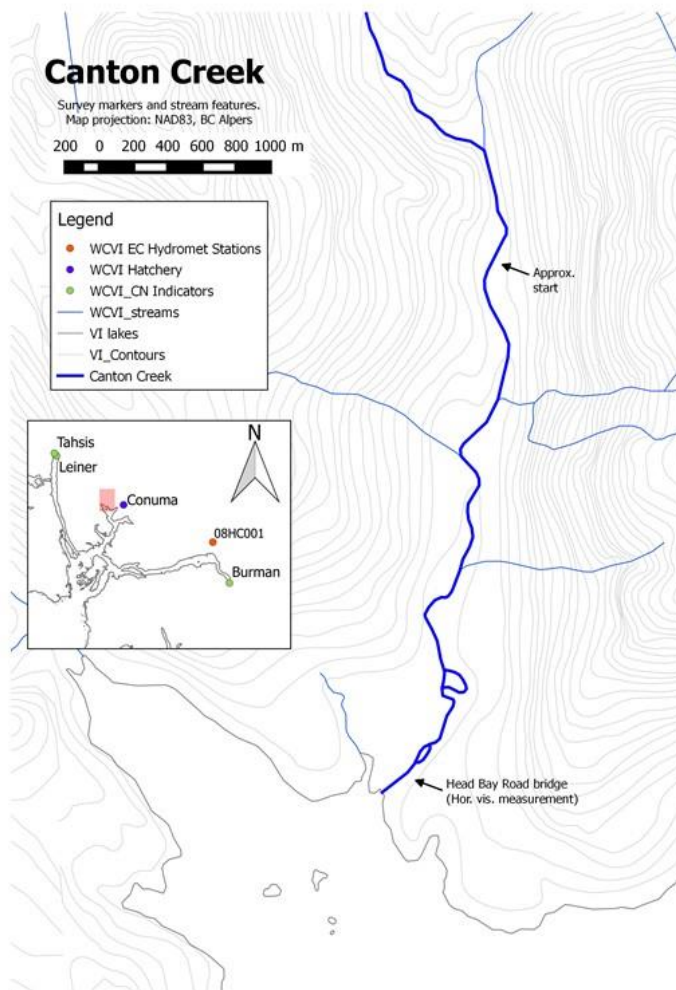 Canton Creek
Survey markers and stream features.
Map projection: NAD83, BC Alpers
200 0 200 400 600 800 1000 m
Legend
WCVI EC Hydromet Stations
WCVI Hatchery
WCVI_CN Indicators
WCVI_streams
VI lakes
VI_Contours
Canton Creek
Approx.
start
N
Tahsis
Leiner
Conuma
08HC001
Burman
Head Bay Road bridge
(Hor. vis. measurement)